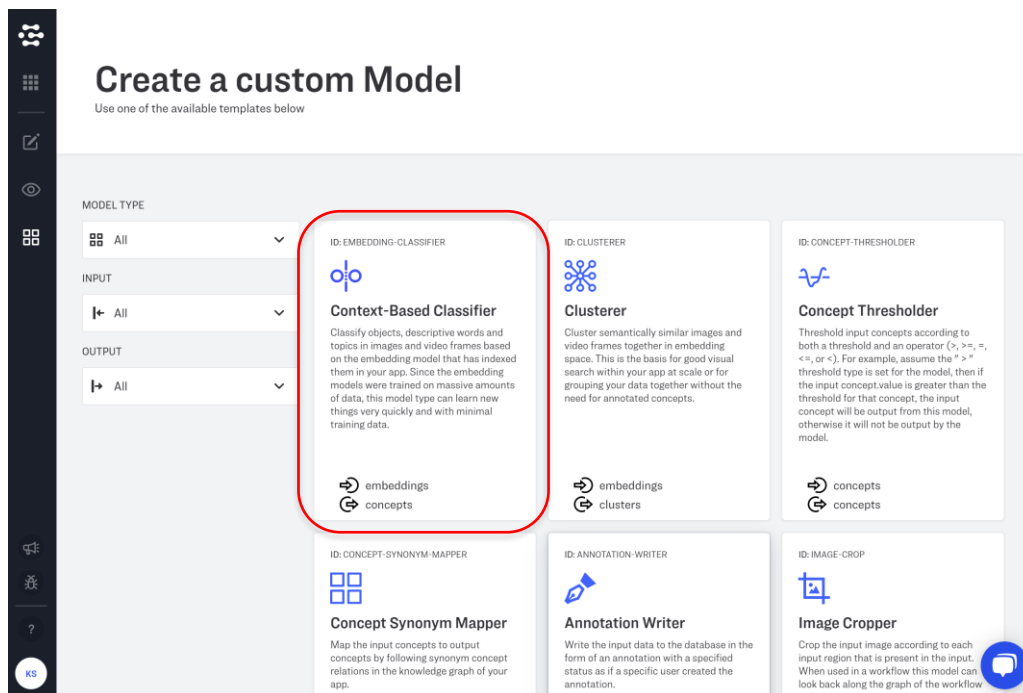 Create a custom Model
Use one of the available templates below
MODEL TYPE
All
INPUT
All
OUTPUT
All
ID: EMBEDDING-CLASSIFIER
Context-Based Classifier
Classify objects, descriptive words and
topics in images and video frames based
on the embedding model that has indexed
them in your app. Since the embedding
models were trained on massive amounts
of data, this model type can learn new
things very quickly and with minimal
training data.
embeddings
concepts
ID: CLUSTERER
Clusterer
Cluster semantically similar images and
video frames together in embedding
space. This is the basis for good visual
search within your app at scale or for
grouping your data together without the
need for annotated concepts.
embeddings
clusters
ID: CONCEPT-THRESHOLDER
Concept Thresholder
Threshold input concepts according to
both a threshold and an operator (>, >=, =,
<=, or <). For example, assume the " > "
threshold type is set for the model, then if
the input concept.value is greater than the
threshold for that concept, the input
concept will be output from this model,
otherwise it will not be output by the
model.
concepts
concepts
ID: CONCEPT-SYNONYM-MAPPER
Concept Synonym Mapper
Map the input concepts to output
concepts by following synonym concept
relations in the knowledge graph of your
app.
ID: ANNOTATION-WRITER
Annotation Writer
Write the input data to the database in the
form of an annotation with a specified
status as if a specific user created the
annotation.
ID: IMAGE-CROP
Image Cropper
Crop the input image according to each
input region that is present in the input.
When used in a workflow this model can
look back along the graph of the workflow
?
KS